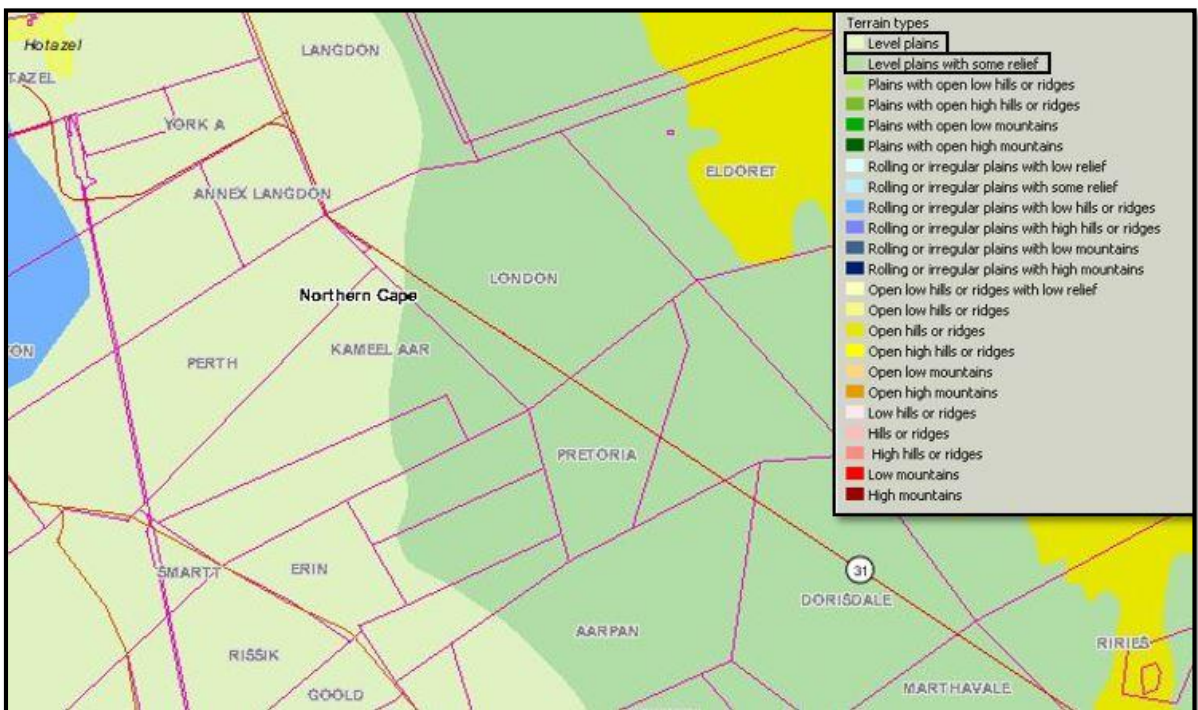 Hotazel
TAZEL
LANGDON
YORK A
ANNEX LANGDON
ELDORET
LONDON
Northern Cape
TON
PERTH
KAMEEL AAR
PRETORIA
SMARTT
ERIN
31
DORISDALE
AARPAN
RIRIES
RISSIK
GOOLD
MARTHAVALE
Terrain types
Level plains
Level plains with some relief
Plains with open low hills or ridges
Plains with open high hills or ridges
Plains with open low mountains
Plains with open high mountains
Rolling or irregular plains with low relief
Rolling or irregular plains with some relief
Rolling or irregular plains with low hills or ridges
Rolling or irregular plains with high hills or ridges
Rolling or irregular plains with low mountains
Rolling or irregular plains with high mountains
Open low hills or ridges with low relief
Open low hills or ridges
Open hills or ridges
Open high hills or ridges
Open low mountains
Open high mountains
Low hills or ridges
Hills or ridges
High hills or ridges
Low mountains
High mountains